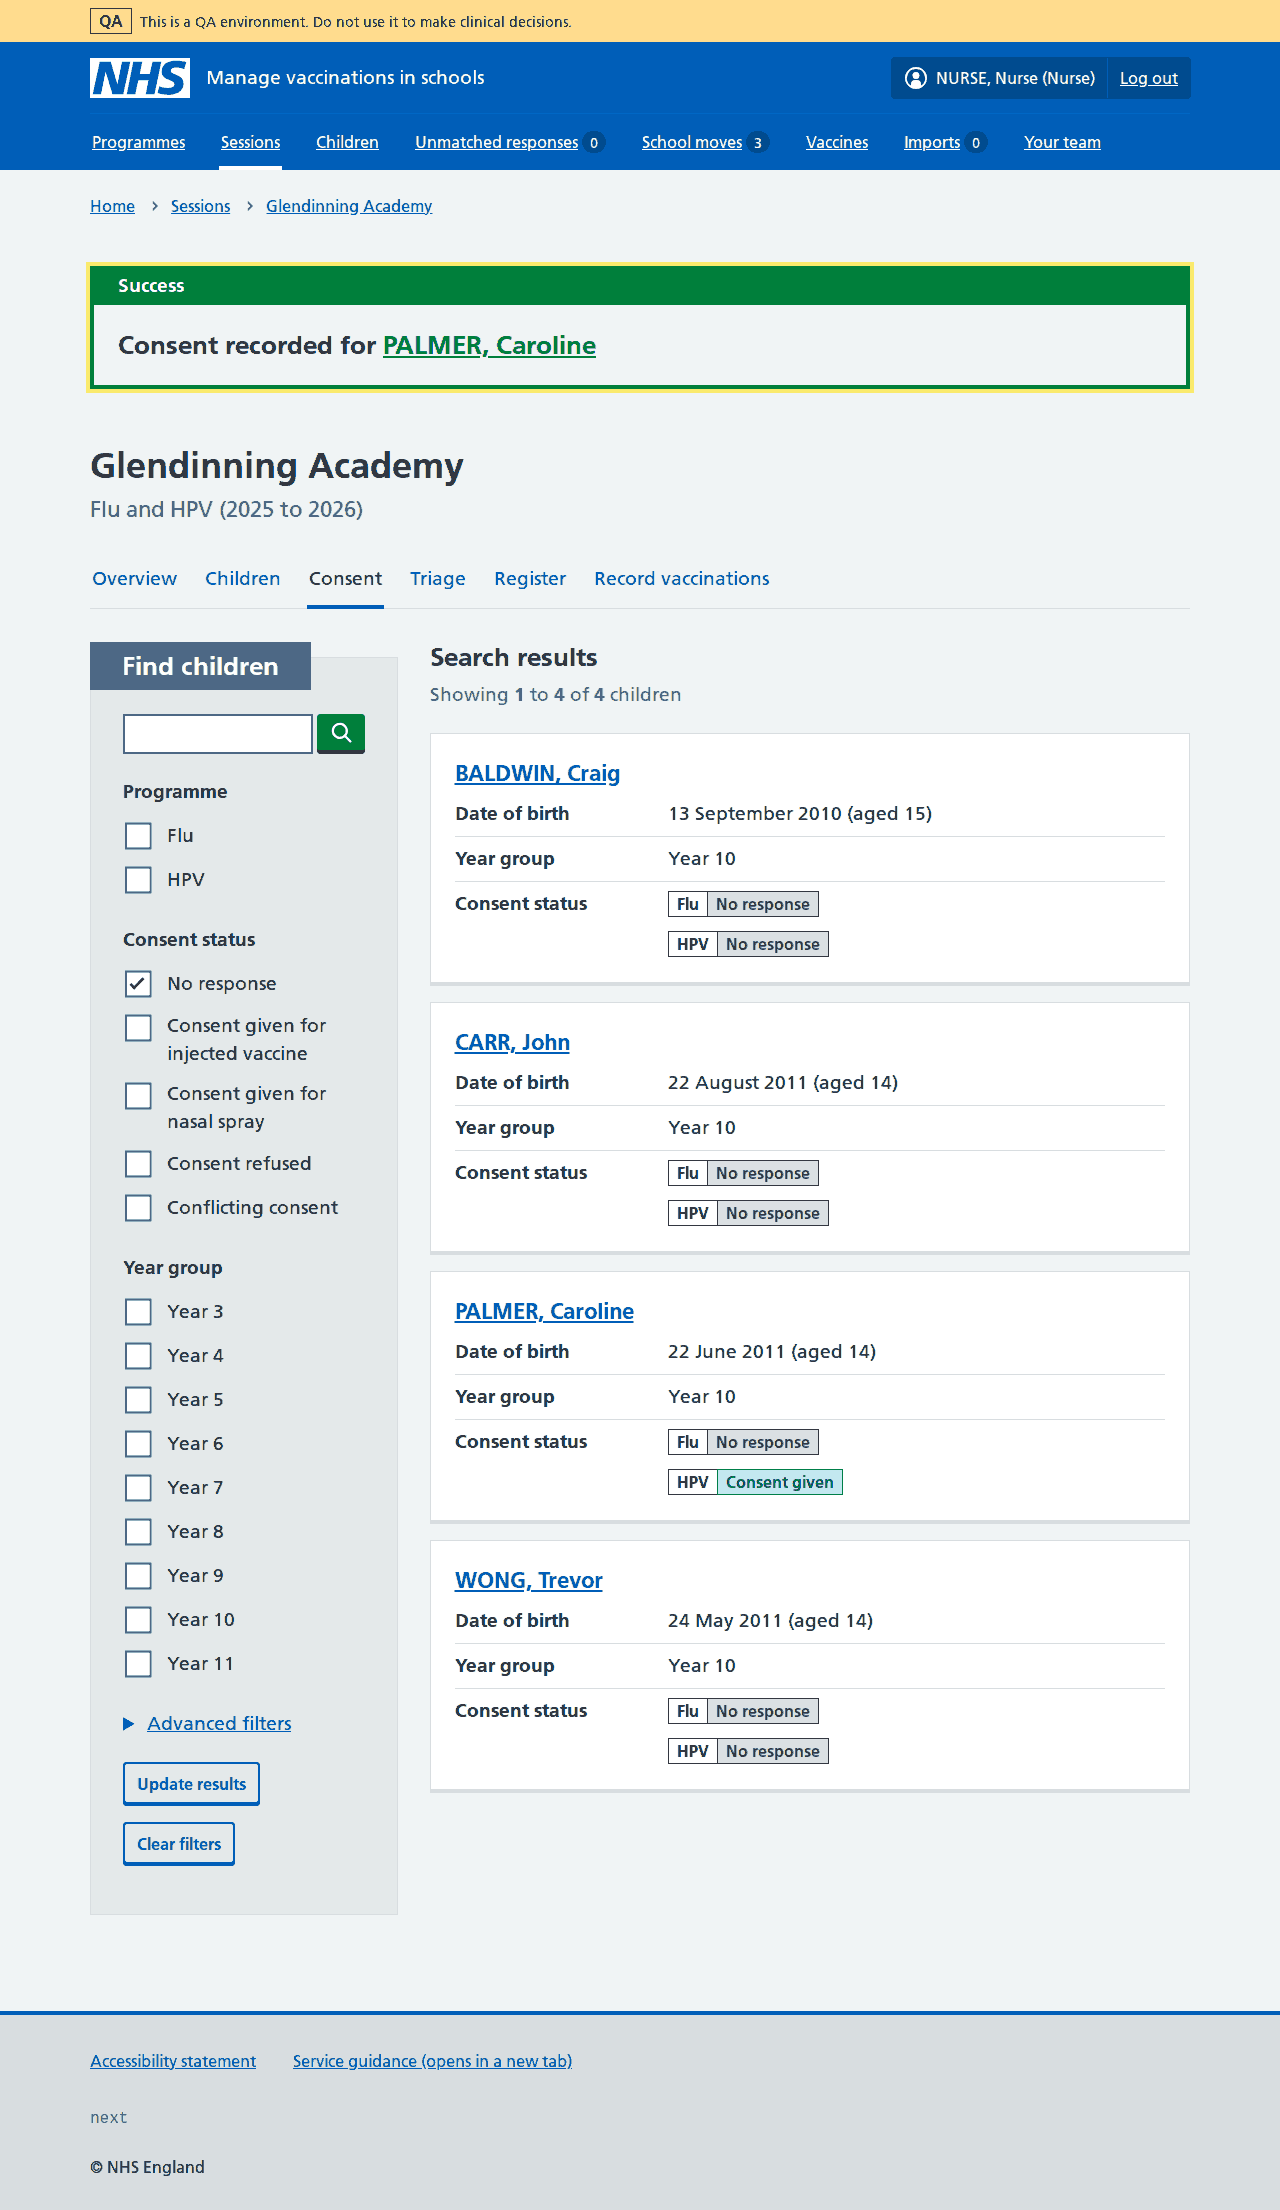 QA This is a QA environment. Do not use it to make clinical decisions.
NHS Manage vaccinations in schools NURSE, Nurse (Nurse) Log out
Programmes Sessions Children Unmatched responses 0 School moves 3 Vaccines Imports 0 Your team
Home Sessions Glendinning Academy
Success
Consent recorded for PALMER, Caroline
Glendinning Academy
Flu and HPV (2025 to 2026)
Overview Children Consent Triage Register Record vaccinations
Find children
Programme
Flu
HPV
Consent status
No response
Consent given for
injected vaccine
Consent given for
nasal spray
Consent refused
Conflicting consent
Year group
Year 3
Year 4
Year 5
Year 6
Year 7
Year 8
Year 9
Year 10
Year 11
Advanced filters
Update results
Clear filters
Search results
Showing 1 to 4 of 4 children
BALDWIN, Craig
Date of birth 13 September 2010 (aged 15)
Year group Year 10
Consent status Flu No response
HPV No response
CARR, John
Date of birth 22 August 2011 (aged 14)
Year group Year 10
Consent status Flu No response
HPV No response
PALMER, Caroline
Date of birth 22 June 2011 (aged 14)
Year group Year 10
Consent status Flu No response
HPV Consent given
WONG, Trevor
Date of birth 24 May 2011 (aged 14)
Year group Year 10
Consent status Flu No response
HPV No response
Accessibility statement Service guidance (opens in a new tab)
next
© NHS England